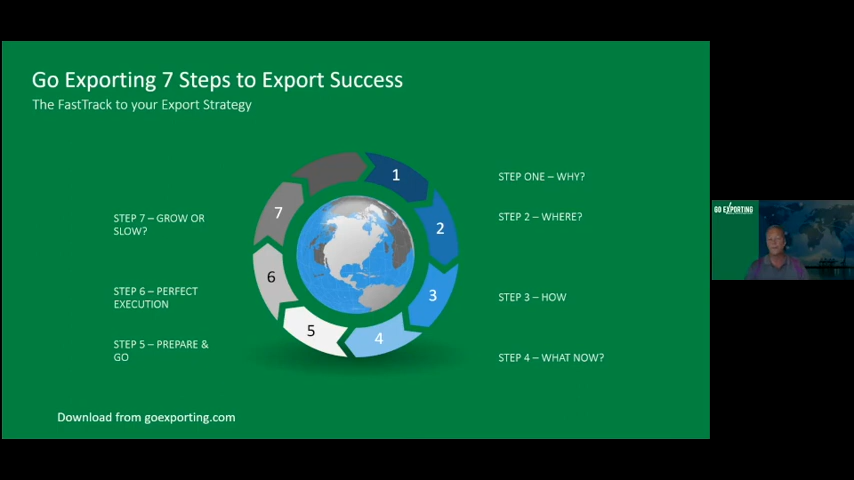 Go Exporting 7 Steps to Export Success
The FastTrack to your Export Strategy
1
2
3
4
5
6
7
STEP ONE – WHY?
STEP 2 – WHERE?
STEP 3 – HOW
STEP 4 – WHAT NOW?
STEP 5 – PREPARE &
GO
STEP 6 – PERFECT
EXECUTION
STEP 7 – GROW OR
SLOW?
Download from goexporting.com
GO EXPORTING